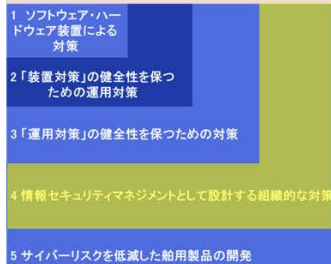 1 ソフトウェア・ハー
ドウェア装置による
対策
2「装置対策」の健全性を保つ
ための運用対策
3「運用対策」の健全性を保つための対策
4 情報セキュリティマネジメントとして設計する組織的な対策
5 サイバーリスクを低減した舶用製品の開発